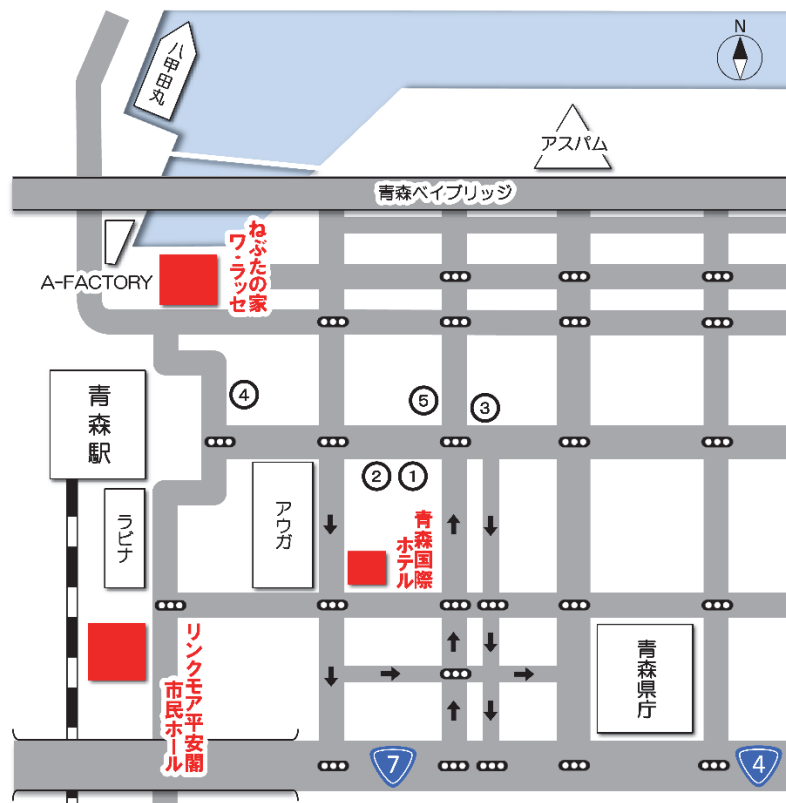 八甲田丸
N
アスパム
青森ベイブリッジ
ねぶたの家
ワ・ラッセ
A-FACTORY
④
⑤
③
青森駅
②
①
ラビナ
アウガ
青森国際
ホテル
リンクモア平安閣
市民ホール
青森県庁
7
4